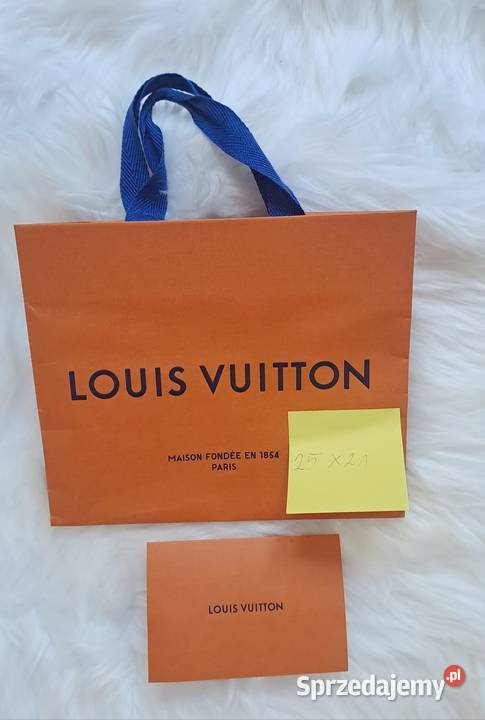 LOUIS VUITTON
MAISON FONDÉE EN 1854
PARIS
25 x 21
LOUIS VUITTON
Sprzedajemy.pl